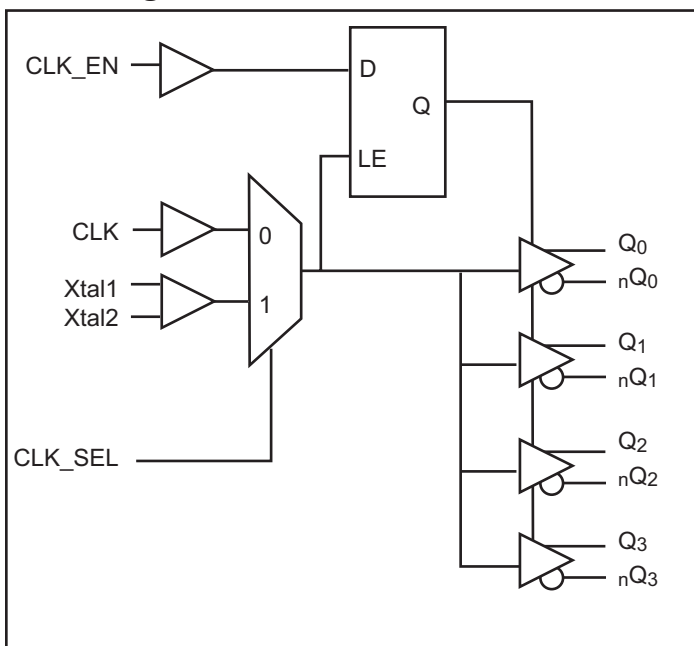 CLK_EN
D
Q
LE
CLK
0
Xtal1
1
Xtal2
CLK_SEL
Q0
nQ0
Q1
nQ1
Q2
nQ2
Q3
nQ3